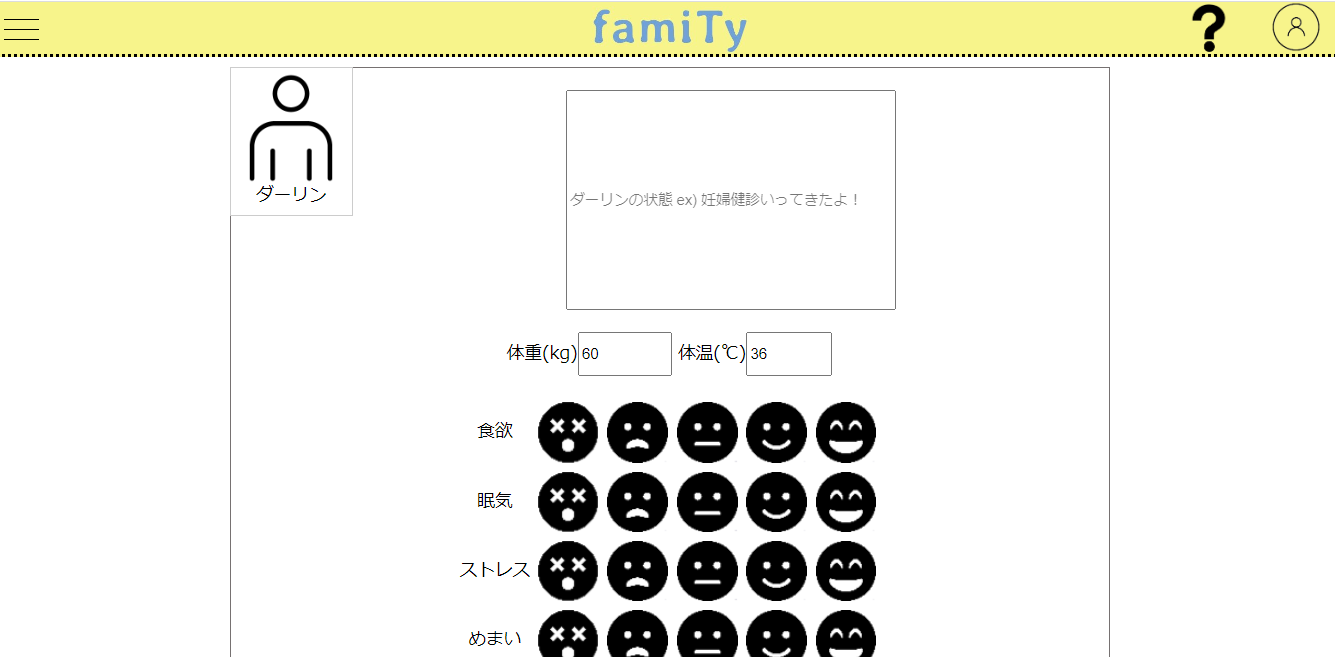 famiTy
?
ダーリン
ダーリンの状態 ex) 妊婦健診いってきたよ！
体重(kg) 60 体温(℃) 36
食欲
眠気
ストレス
めまい